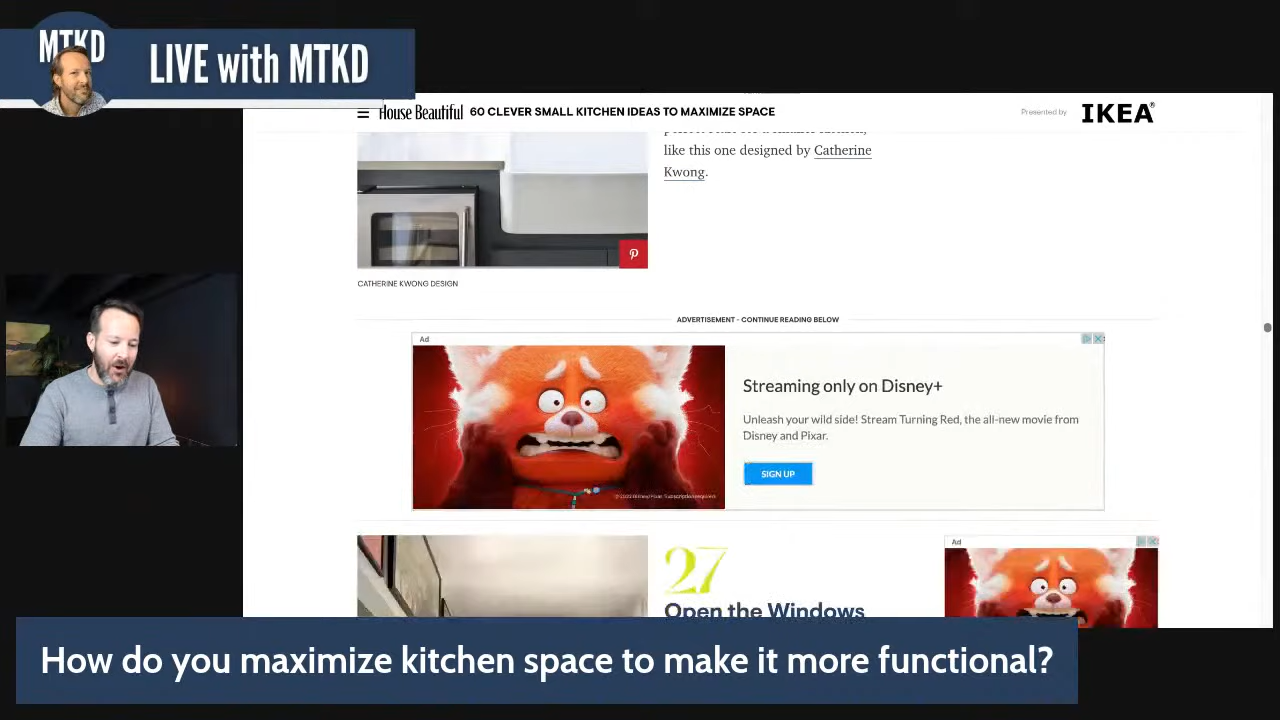 MTKD
LIVE with MTKD
House Beautiful 60 CLEVER SMALL KITCHEN IDEAS TO MAXIMIZE SPACE
Presented by IKEA®
like this one designed by Catherine
Kwong.
CATHERINE KWONG DESIGN
ADVERTISEMENT - CONTINUE READING BELOW
Ad
Streaming only on Disney+
Unleash your wild side! Stream Turning Red, the all-new movie from
Disney and Pixar.
SIGN UP
27
Open the Windows
Ad
How do you maximize kitchen space to make it more functional?